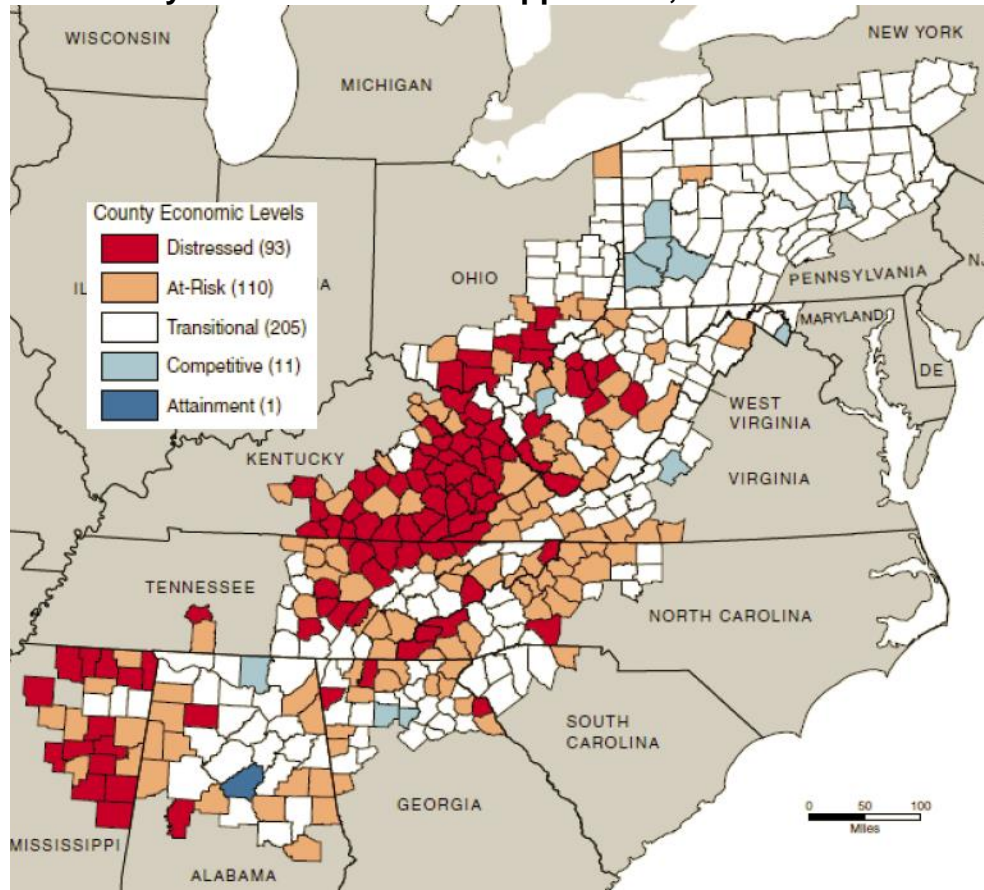 WISCONSIN
NEW YORK
MICHIGAN
County Economic Levels
Distressed (93)
At-Risk (110)
Transitional (205)
Competitive (11)
Attainment (1)
IL
A
OHIO
PENNSYLVANIA
N
MARYLAND
DE
WEST
VIRGINIA
KENTUCKY
VIRGINIA
TENNESSEE
NORTH CAROLINA
SOUTH
CAROLINA
GEORGIA
0 50 100
Miles
MISSISSIPPI
ALABAMA